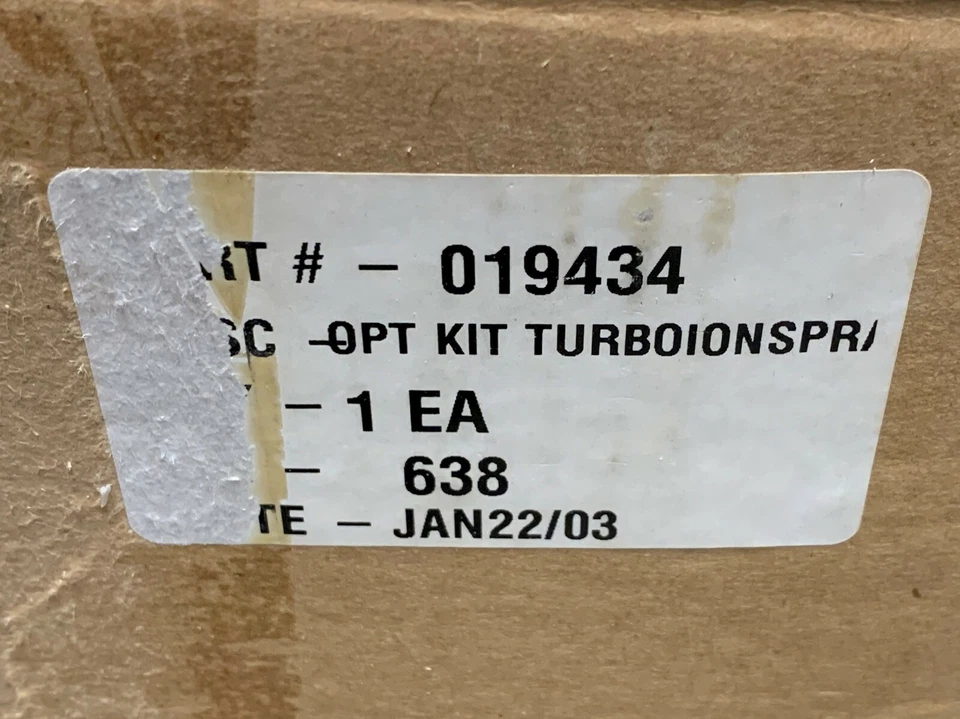 RT # - 019434
SC - OPT KIT TURBOIONSPRA
- 1 EA
- 638
TE - JAN22/03